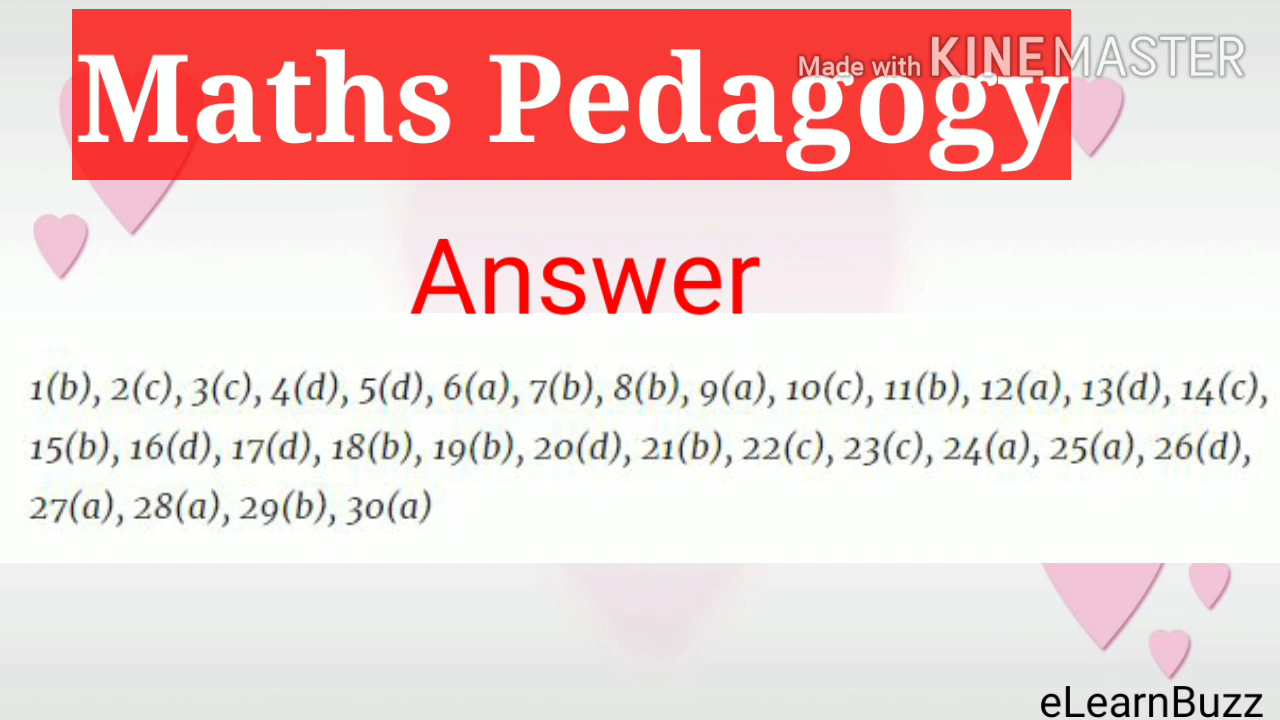 Made with KINEMASTER
Maths Pedagogy
Answer
1(b), 2(c), 3(c), 4(d), 5(d), 6(a), 7(b), 8(b), 9(a), 10(c), 11(b), 12(a), 13(d), 14(c),
15(b), 16(d), 17(d), 18(b), 19(b), 20(d), 21(b), 22(c), 23(c), 24(a), 25(a), 26(d),
27(a), 28(a), 29(b), 30(a)
eLearnBuzz